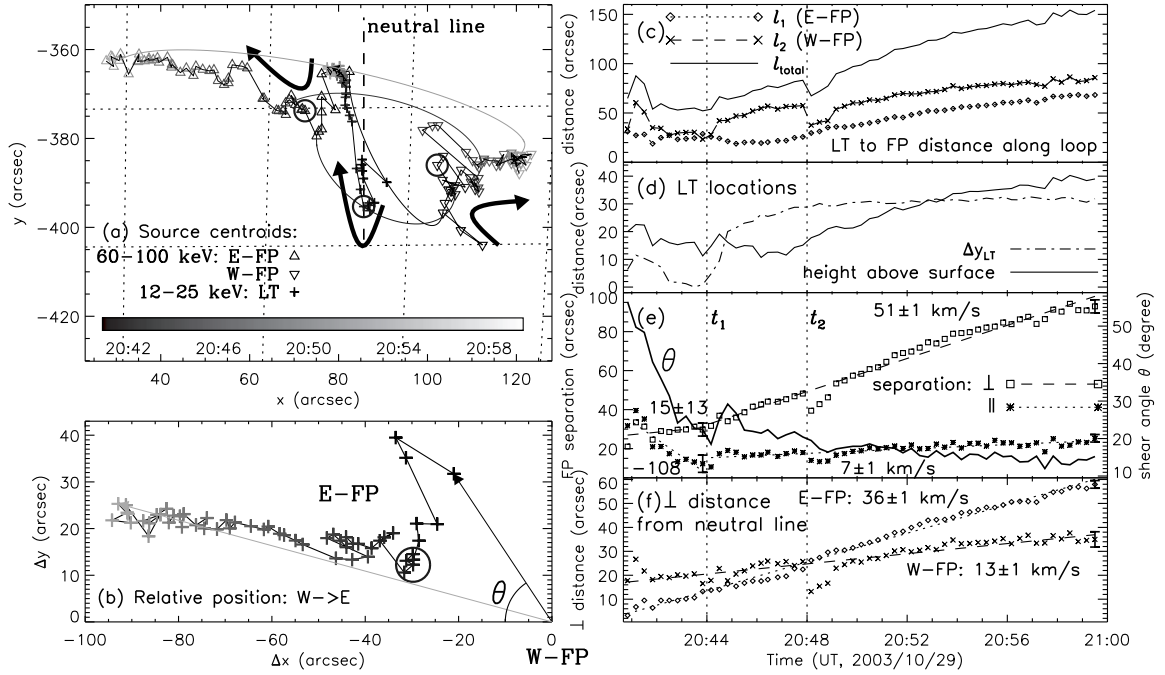 neutral line
−360
−380
−400
−420
y (arcsec)
(a) Source centroids:
60−100 keV: E−FP △
W−FP ▽
12−25 keV: LT +
20:42 20:46 20:50 20:54 20:58
40 60 80 100 120
x (arcsec)
40
30
20
10
0
Δy (arcsec)
E−FP
θ
(b) Relative position: W−>E
−100 −80 −60 −40 −20 0
Δx (arcsec)
W−FP
150
100
50
0
distance (arcsec)
(c)
l₁ (E−FP)
l₂ (W−FP)
l_total
LT to FP distance along loop
40
30
20
10
0
distance(arcsec)
(d) LT locations
Δy_LT
height above surface
100
80
60
40
20
FP separation (arcsec)
(e)
t₁
t₂
51±1 km/s
θ
separation: ⊥
||
15±13
−108
7±1 km/s
50
40
30
20
10
shear angle θ (degree)
60
50
40
30
20
10
⊥ distance (arcsec)
(f)⊥ distance
from neutral line
E−FP: 36±1 km/s
W−FP: 13±1 km/s
20:44 20:48 20:52 20:56 21:00
Time (UT, 2003/10/29)